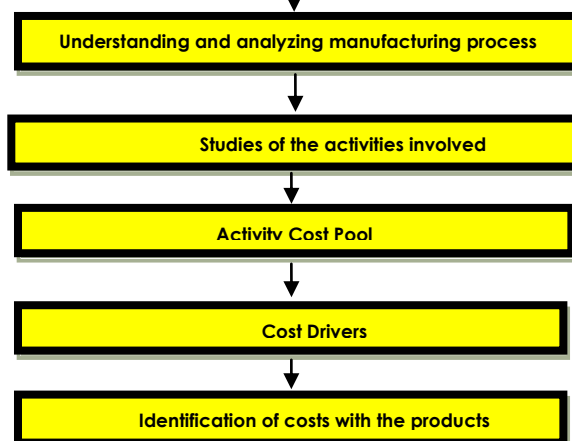 Understanding and analyzing manufacturing process
Studies of the activities involved
Activity Cost Pool
Cost Drivers
Identification of costs with the products